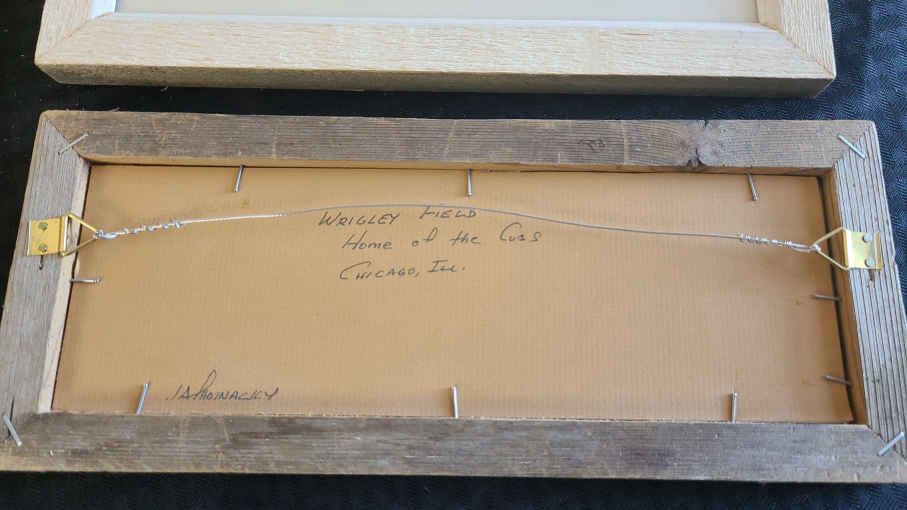 WRIGLEY FIELD
Home of the CUBS
CHICAGO, ILL.